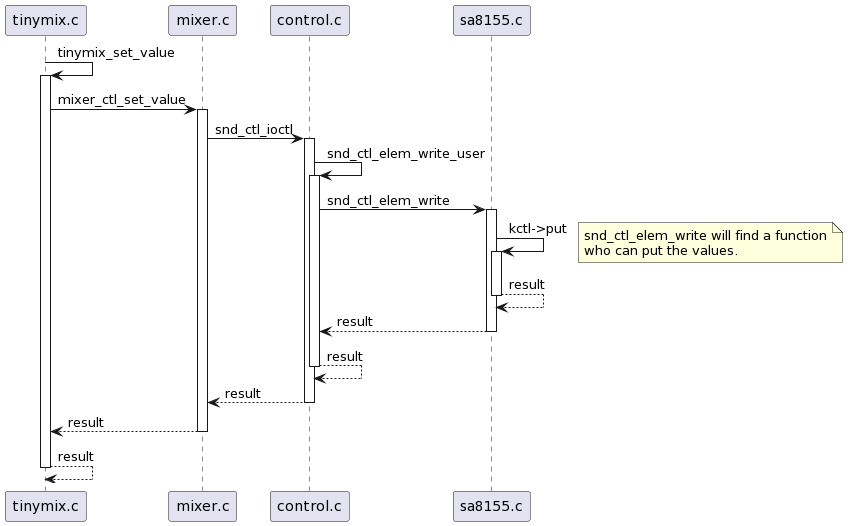 tinymix.c
mixer.c
control.c
sa8155.c
tinymix_set_value
mixer_ctl_set_value
snd_ctl_ioctl
snd_ctl_elem_write_user
snd_ctl_elem_write
kctl->put
snd_ctl_elem_write will find a function
who can put the values.
result
result
result
result
result
result
tinymix.c
mixer.c
control.c
sa8155.c